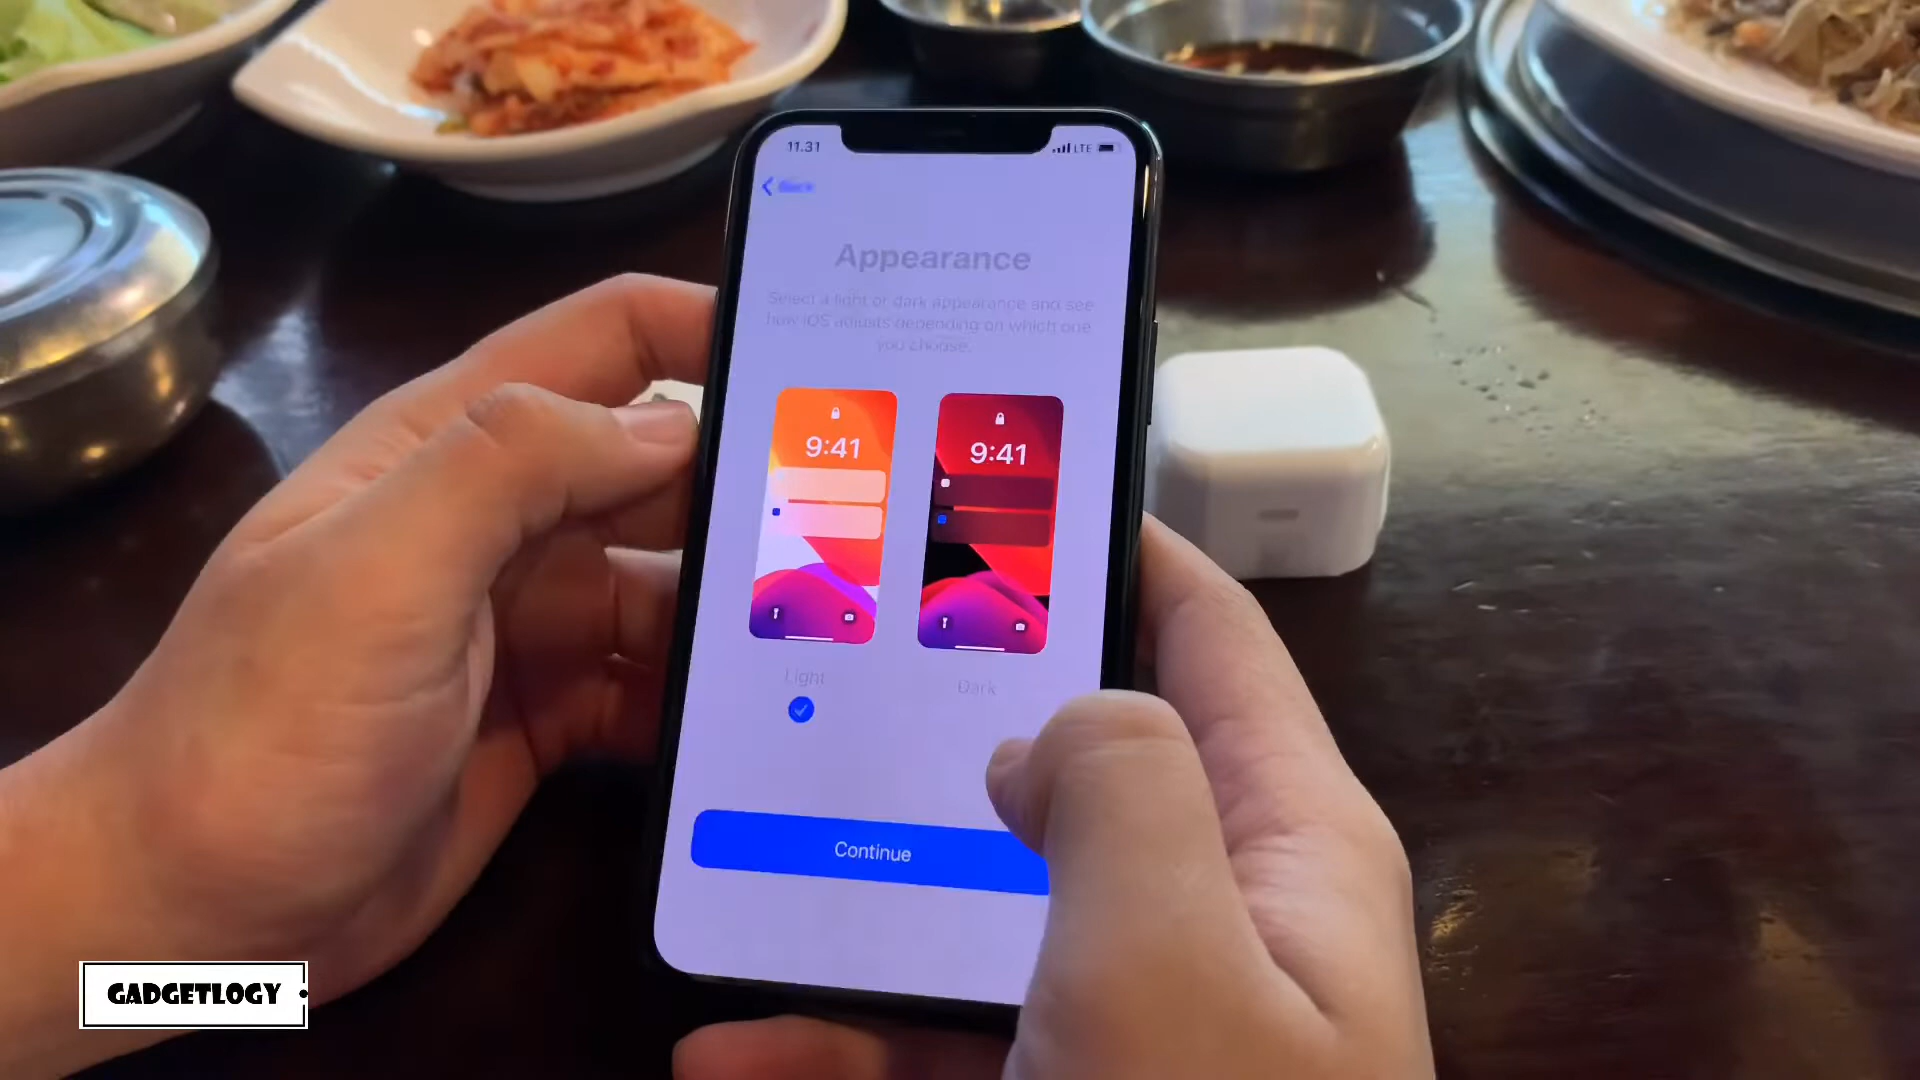 11.31
LTE
Back
Appearance
Select a light or dark appearance and see
how iOS adjusts depending on which one
you choose.
9:41
9:41
Light
Dark
Continue
GADGETLOGY